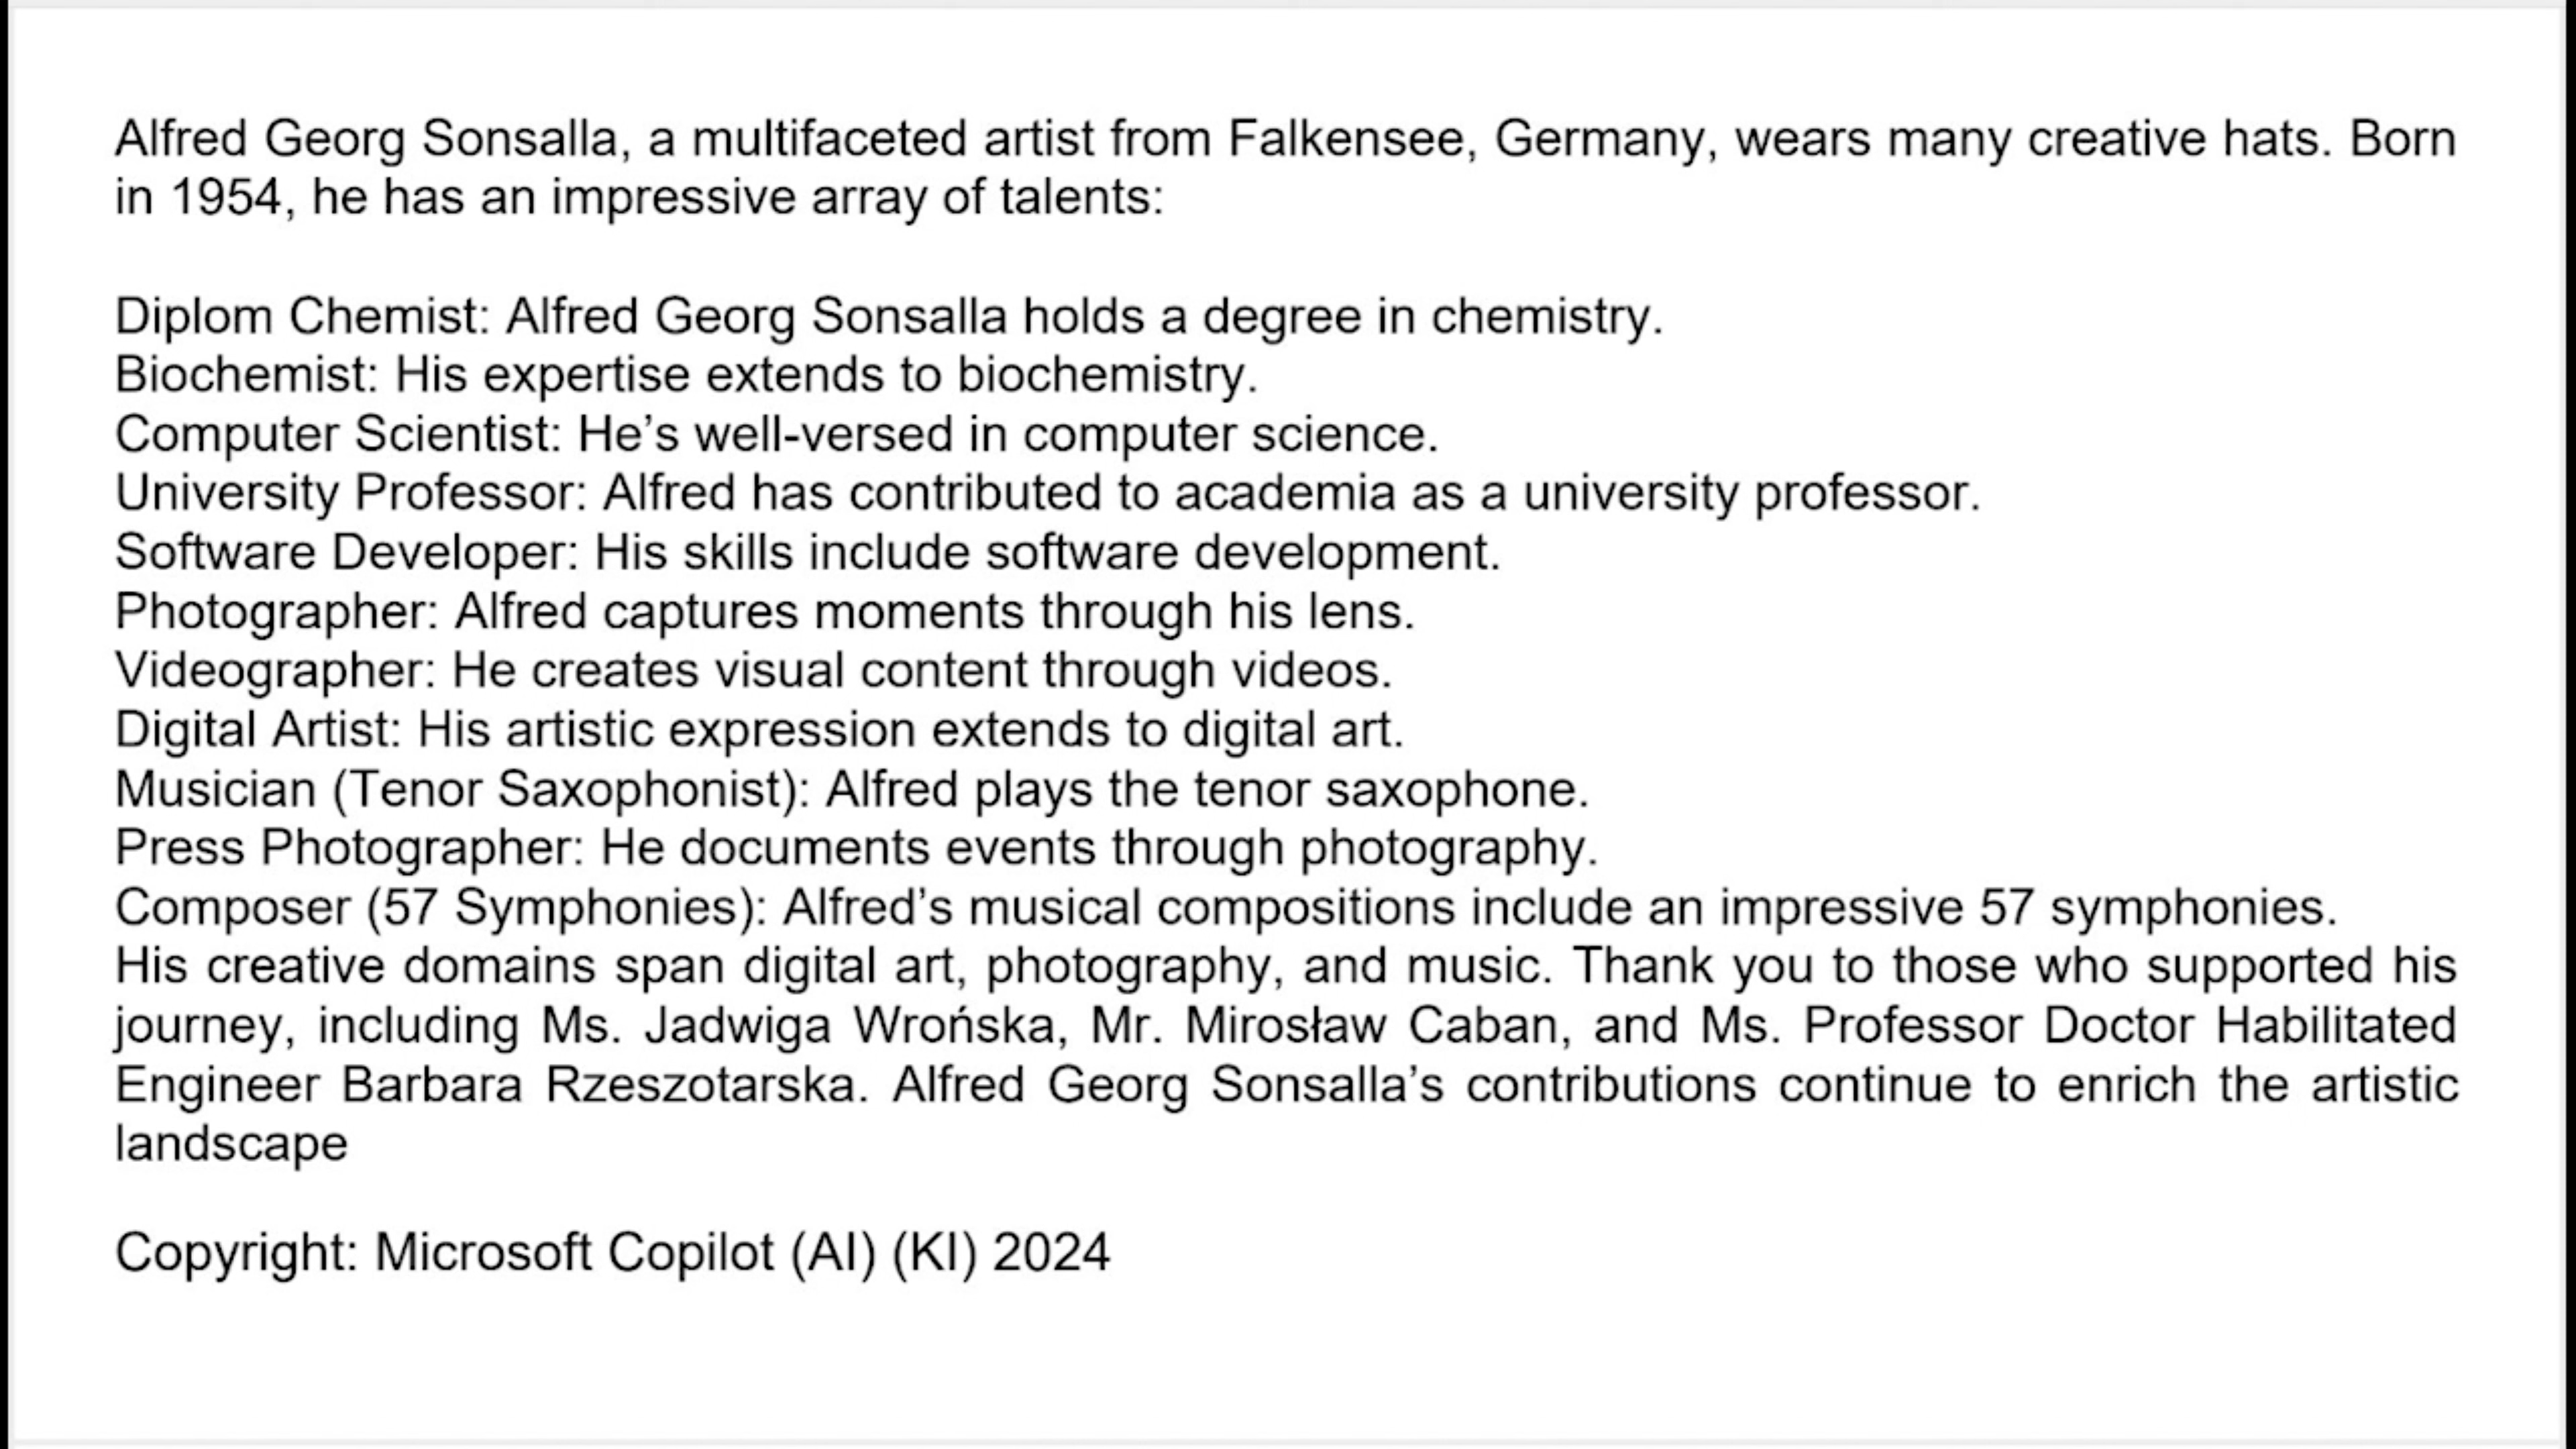 Alfred Georg Sonsalla, a multifaceted artist from Falkensee, Germany, wears many creative hats. Born
in 1954, he has an impressive array of talents:
Diplom Chemist: Alfred Georg Sonsalla holds a degree in chemistry.
Biochemist: His expertise extends to biochemistry.
Computer Scientist: He’s well-versed in computer science.
University Professor: Alfred has contributed to academia as a university professor.
Software Developer: His skills include software development.
Photographer: Alfred captures moments through his lens.
Videographer: He creates visual content through videos.
Digital Artist: His artistic expression extends to digital art.
Musician (Tenor Saxophonist): Alfred plays the tenor saxophone.
Press Photographer: He documents events through photography.
Composer (57 Symphonies): Alfred’s musical compositions include an impressive 57 symphonies.
His creative domains span digital art, photography, and music. Thank you to those who supported his
journey, including Ms. Jadwiga Wrońska, Mr. Mirosław Caban, and Ms. Professor Doctor Habilitated
Engineer Barbara Rzeszotarska. Alfred Georg Sonsalla’s contributions continue to enrich the artistic
landscape
Copyright: Microsoft Copilot (AI) (KI) 2024